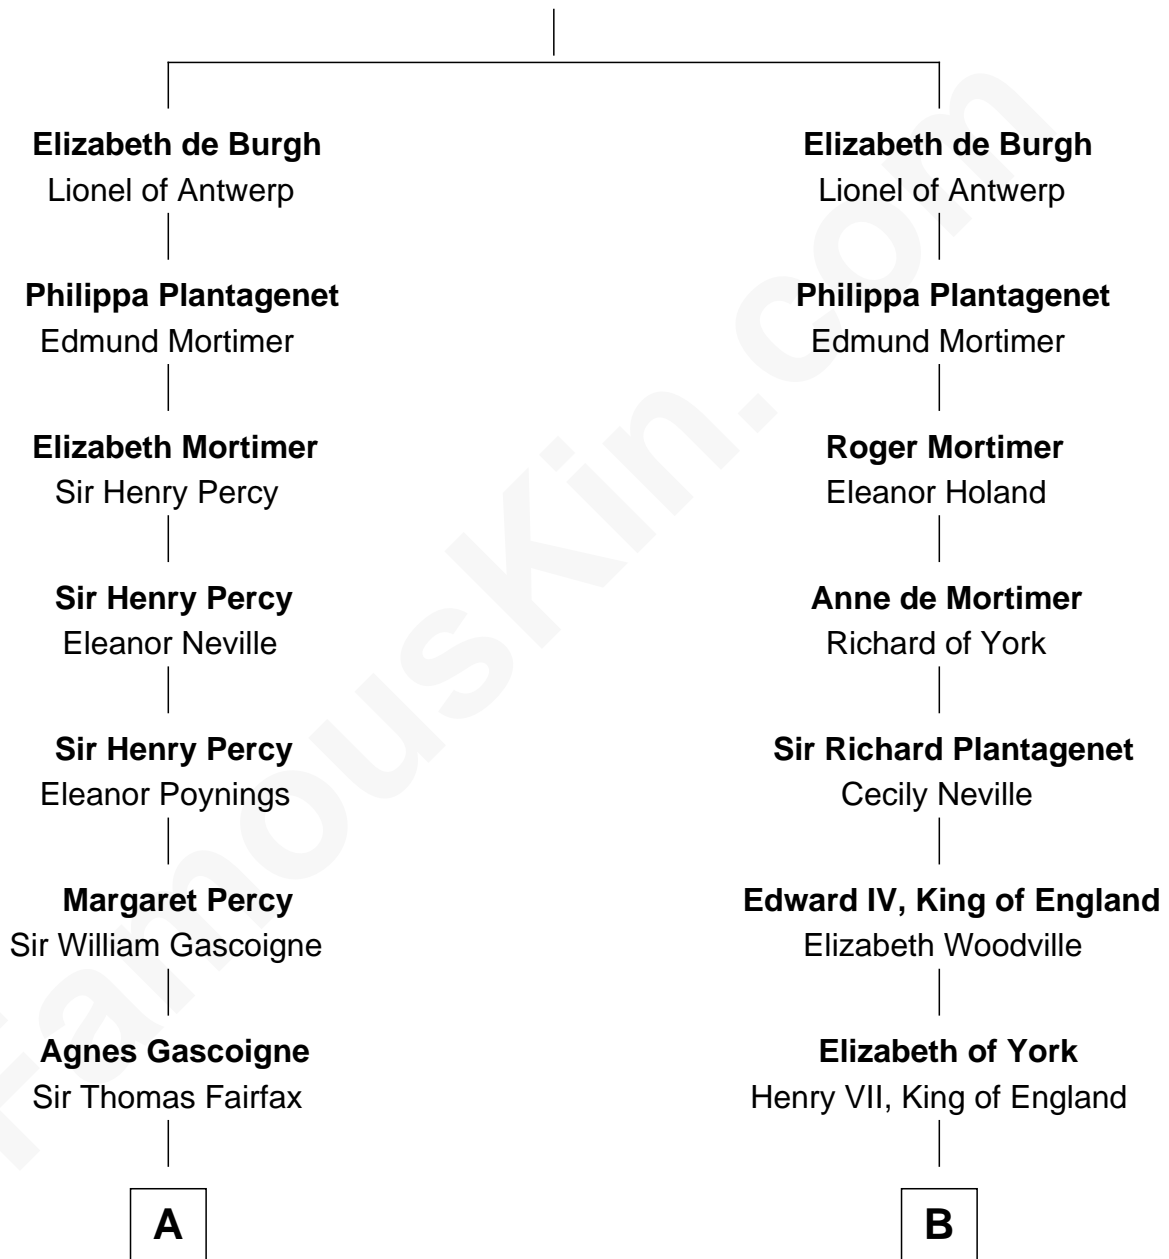 Elizabeth de Burgh
Lionel of Antwerp
Philippa Plantagenet
Edmund Mortimer
Elizabeth Mortimer
Sir Henry Percy
Sir Henry Percy
Eleanor Neville
Sir Henry Percy
Eleanor Poynings
Margaret Percy
Sir William Gascoigne
Agnes Gascoigne
Sir Thomas Fairfax
A
Elizabeth de Burgh
Lionel of Antwerp
Philippa Plantagenet
Edmund Mortimer
Roger Mortimer
Eleanor Holand
Anne de Mortimer
Richard of York
Sir Richard Plantagenet
Cecily Neville
Edward IV, King of England
Elizabeth Woodville
Elizabeth of York
Henry VII, King of England
B
FamousKin.com